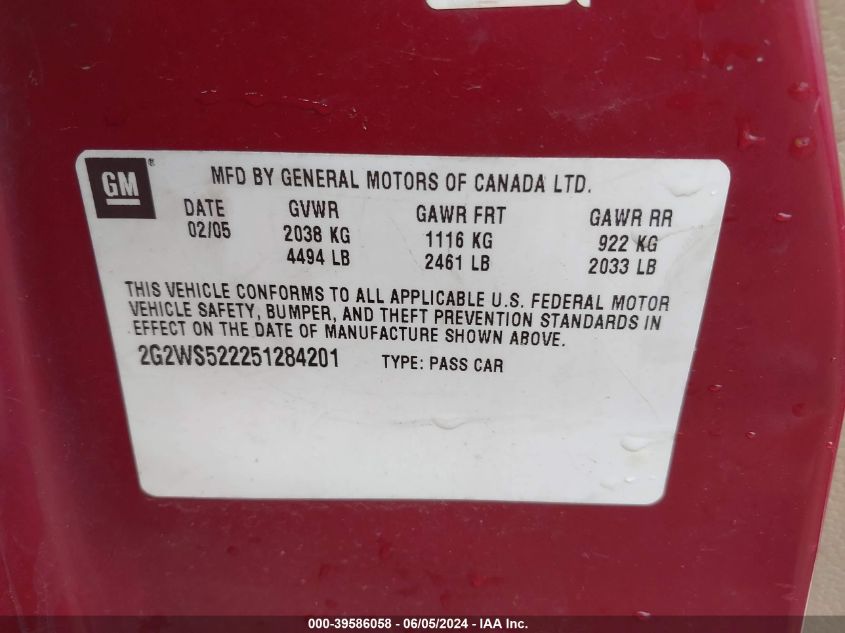 GM ®
MFD BY GENERAL MOTORS OF CANADA LTD.
DATE GVWR GAWR FRT GAWR RR
02/05 2038 KG 1116 KG 922 KG
4494 LB 2461 LB 2033 LB
THIS VEHICLE CONFORMS TO ALL APPLICABLE U.S. FEDERAL MOTOR
VEHICLE SAFETY, BUMPER, AND THEFT PREVENTION STANDARDS IN
EFFECT ON THE DATE OF MANUFACTURE SHOWN ABOVE.
2G2WS522251284201 TYPE: PASS CAR
000-39586058 - 06/05/2024 - IAA Inc.